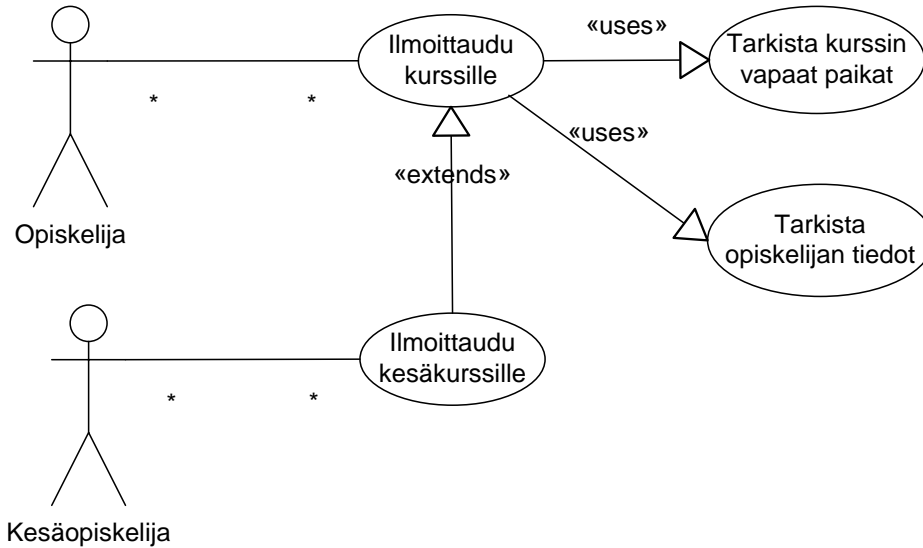 Ilmoittaudu
kurssille
«uses»
Tarkista kurssin
vapaat paikat
*
*
«uses»
«extends»
Opiskelija
Tarkista
opiskelijan tiedot
Ilmoittaudu
kesäkurssille
*
*
Kesäopiskelija